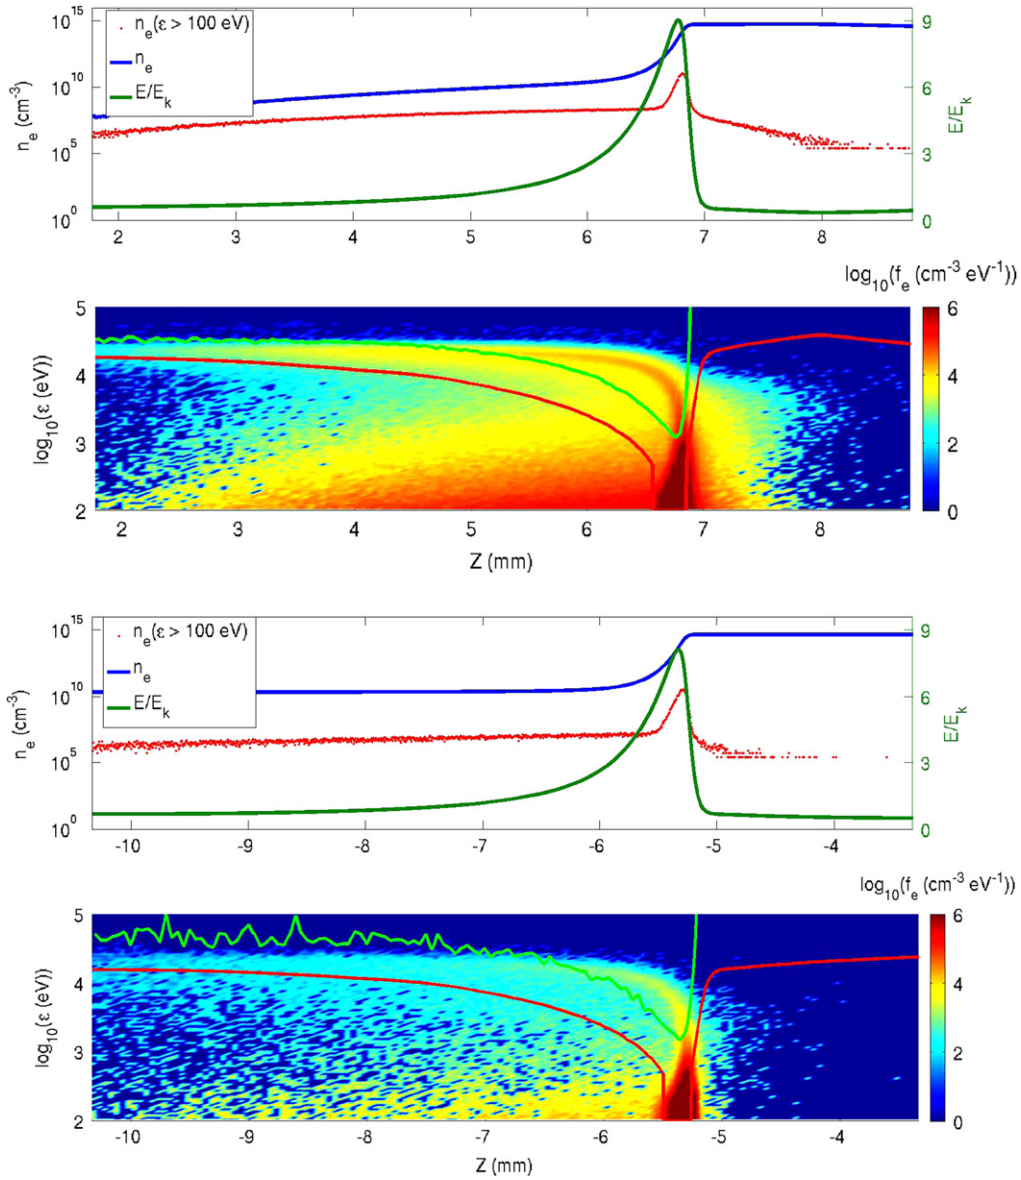 10^15
10^10
10^5
10^0
n_e (cm^-3)
n_e(ε > 100 eV)
n_e
E/E_k
9
6
3
0
E/E_k
2 3 4 5 6 7 8
log_10(f_e (cm^-3 eV^-1))
5
4
3
2
log_10(ε (eV))
6
4
2
0
2 3 4 5 6 7 8
Z (mm)
10^15
10^10
10^5
10^0
n_e (cm^-3)
n_e(ε > 100 eV)
n_e
E/E_k
9
6
3
0
E/E_k
-10 -9 -8 -7 -6 -5 -4
log_10(f_e (cm^-3 eV^-1))
5
4
3
2
log_10(ε (eV))
6
4
2
0
-10 -9 -8 -7 -6 -5 -4
Z (mm)